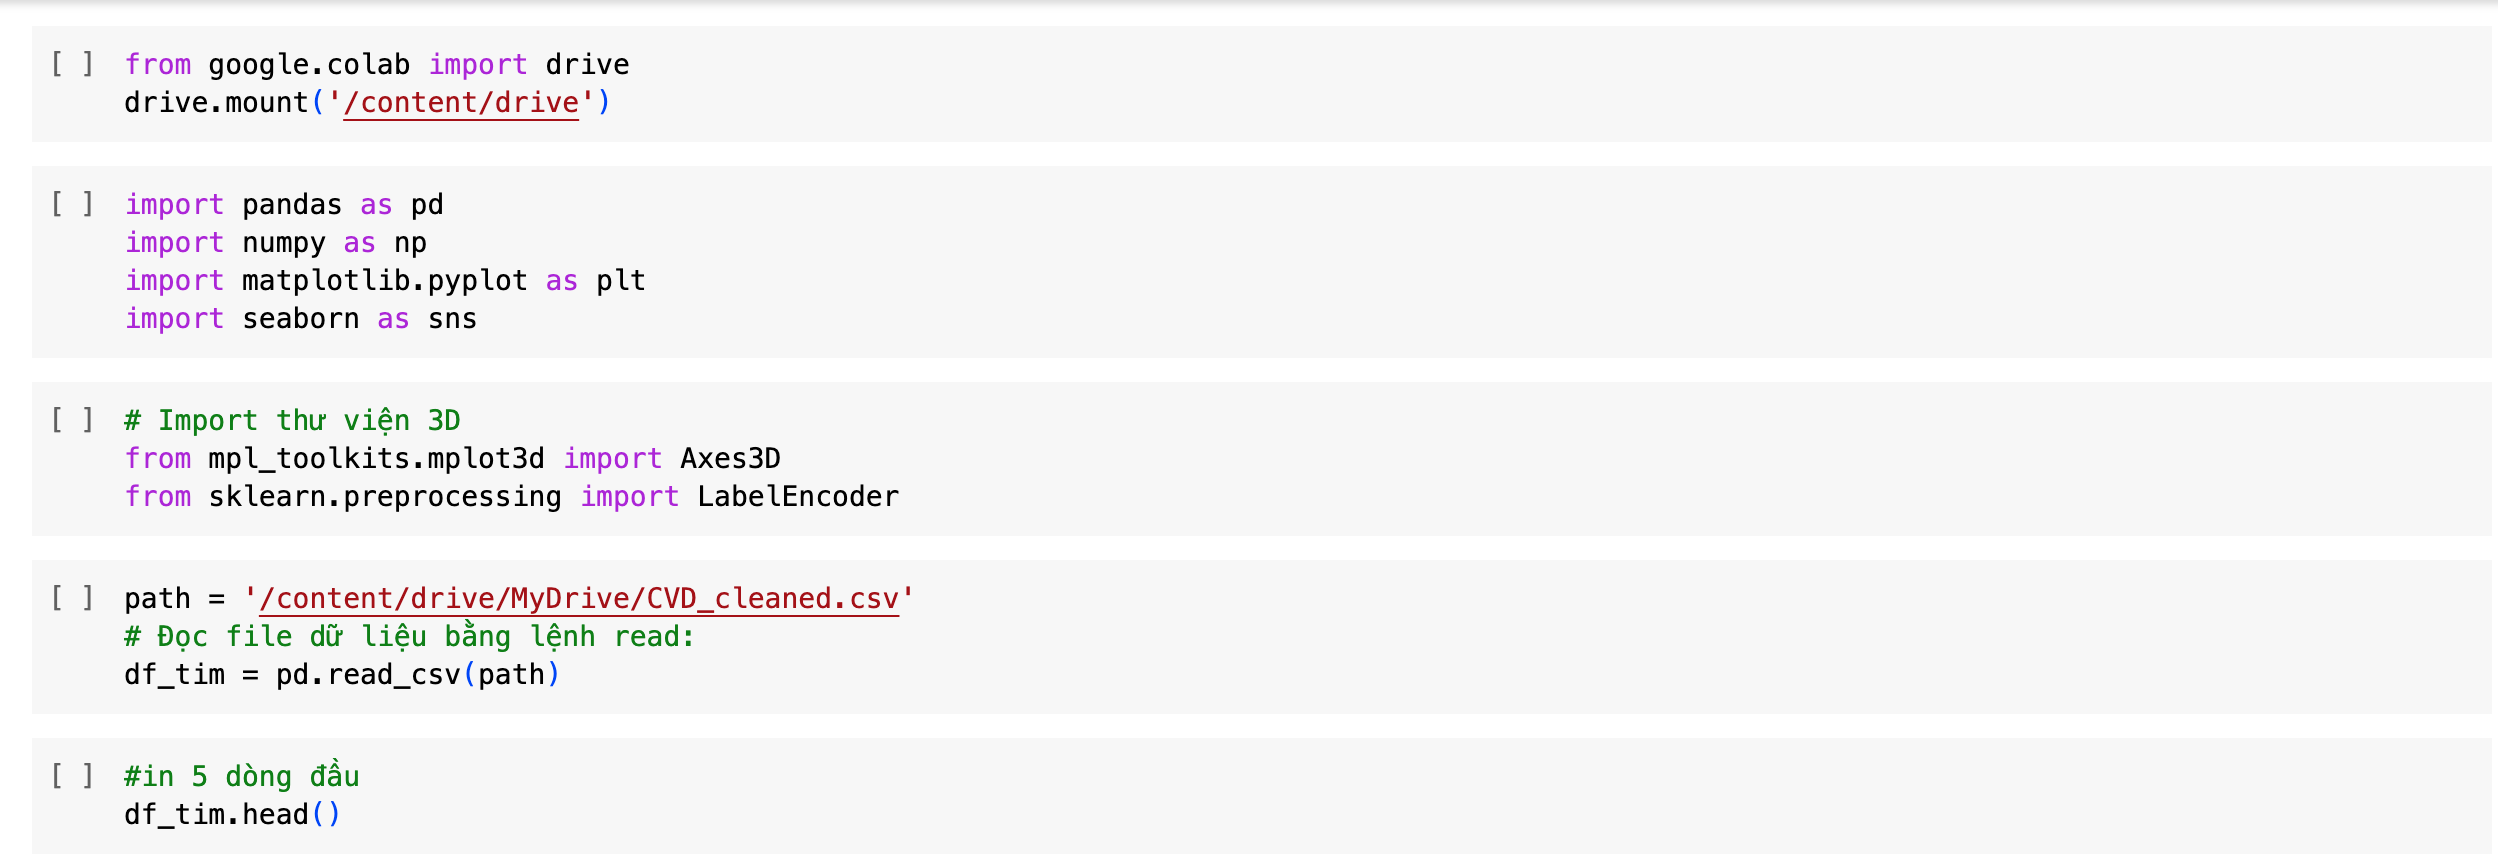 [ ] from google.colab import drive
drive.mount('/content/drive')
[ ] import pandas as pd
import numpy as np
import matplotlib.pyplot as plt
import seaborn as sns
[ ] # Import thư viện 3D
from mpl_toolkits.mplot3d import Axes3D
from sklearn.preprocessing import LabelEncoder
[ ] path = '/content/drive/MyDrive/CVD_cleaned.csv'
# Đọc file dữ liệu bằng lệnh read:
df_tim = pd.read_csv(path)
[ ] #in 5 dòng đầu
df_tim.head()